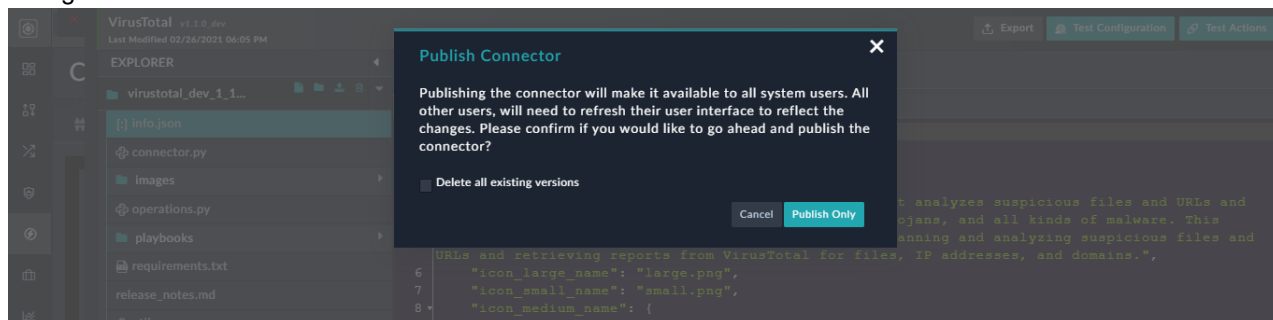 VirusTotal v1.1.0_dev
Last Modified 02/26/2021 06:05 PM
Export
Test Configuration
Test Actions
EXPLORER
virustotal_dev_1_1...
info.json
connector.py
images
operations.py
playbooks
requirements.txt
release_notes.md
Publish Connector
Publishing the connector will make it available to all system users. All
other users, will need to refresh their user interface to reflect the
changes. Please confirm if you would like to go ahead and publish the
connector?
Delete all existing versions
Cancel
Publish Only
t analyzes suspicious files and URLs and
ojans, and all kinds of malware. This
anning and analyzing suspicious files and
URLs and retrieving reports from VirusTotal for files, IP addresses, and domains.",
6 "icon_large_name": "large.png",
7 "icon_small_name": "small.png",
8 "icon_medium_name": {